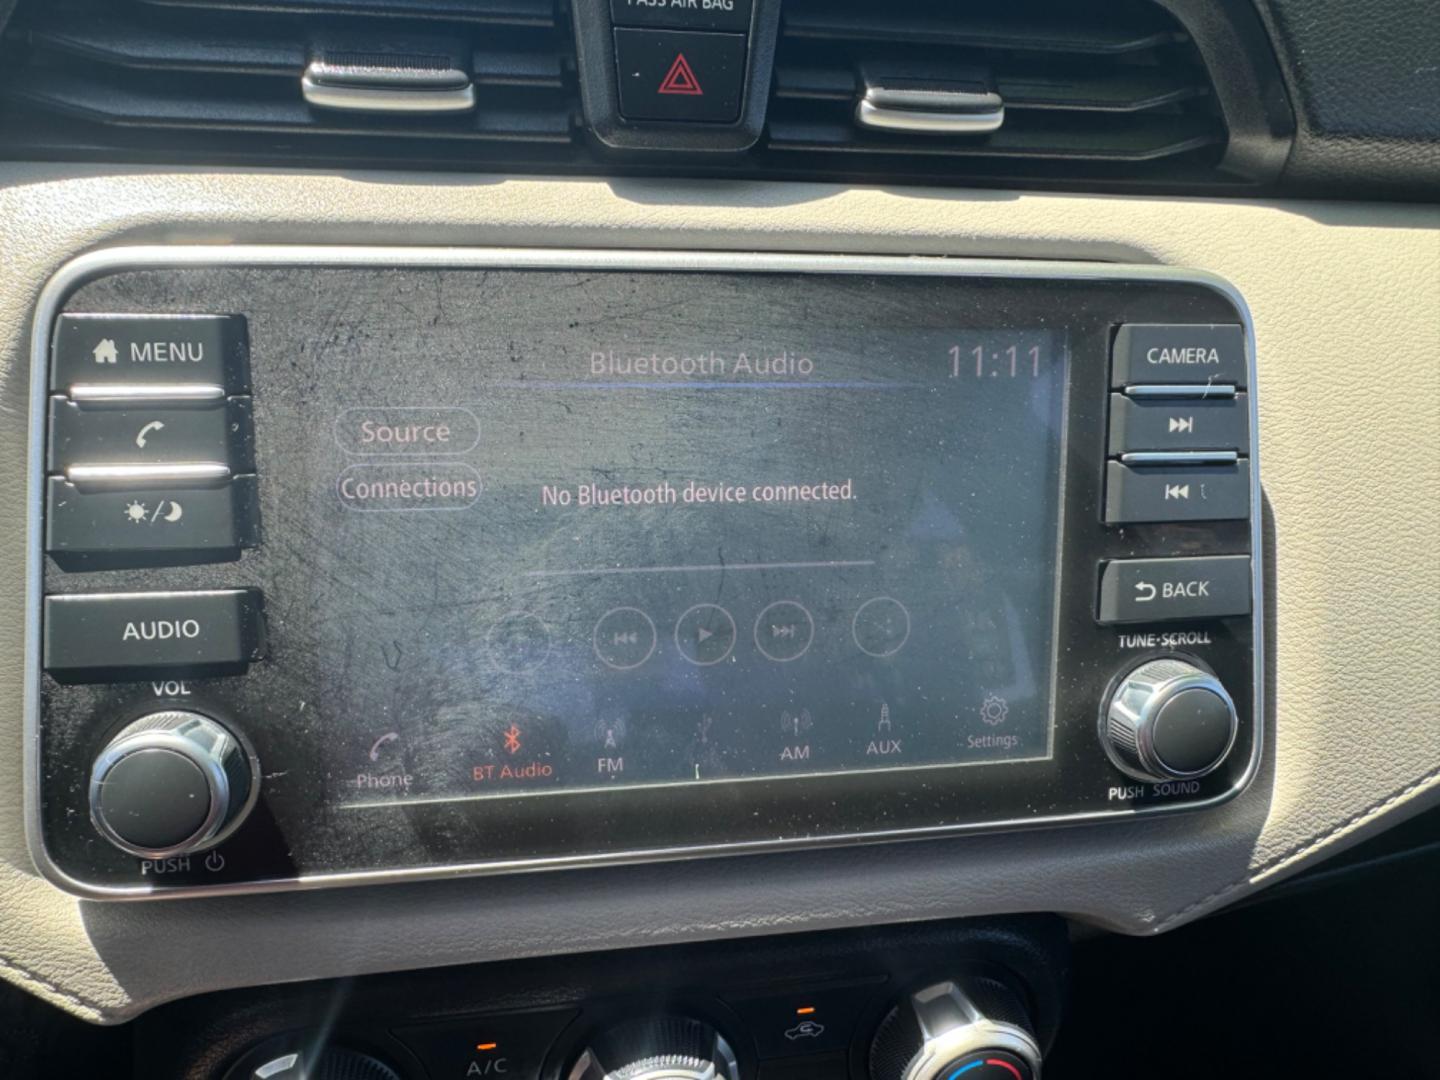 PASS AIR BAG
MENU
AUDIO
VOL
PUSH
Bluetooth Audio
11:11
Source
Connections
No Bluetooth device connected.
Phone
BT Audio
FM
AM
AUX
Settings
CAMERA
BACK
TUNE·SCROLL
PUSH SOUND
A/C